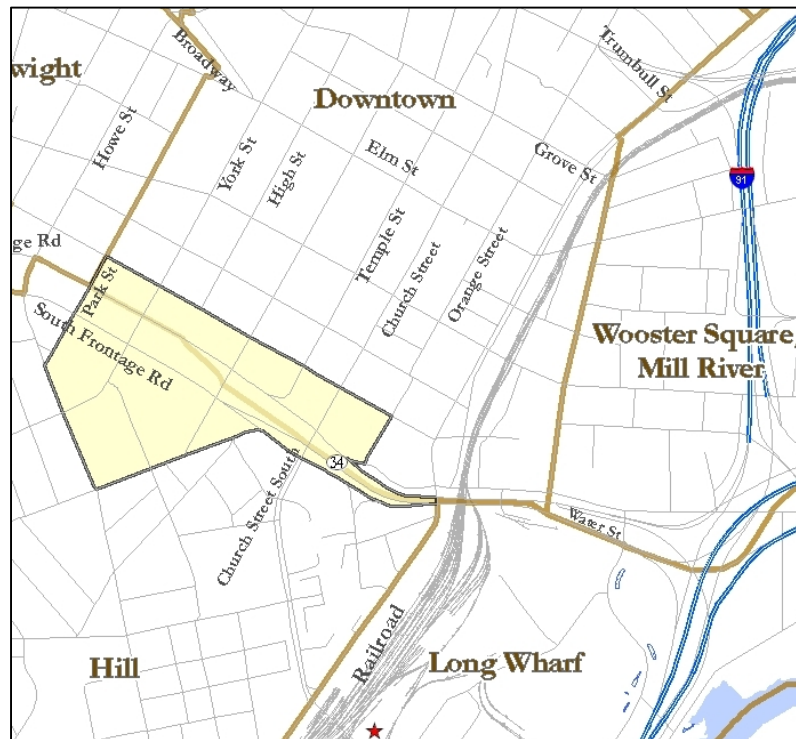 Broadway
Trumbull St
wight
Downtown
Howe St
York St
High St
Elm St
Grove St
91
Temple St
Church Street
Orange Street
ge Rd
Park St
South Frontage Rd
Wooster Square,
Mill River
34
Church Street South
Water St
Railroad
Hill
Long Wharf